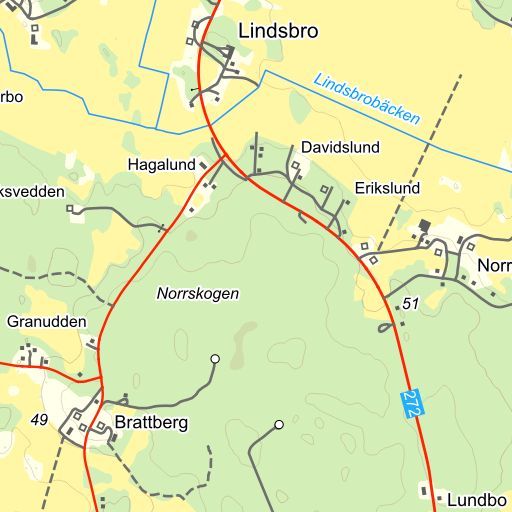 Lindsbro
Lindsbrobäcken
rbo
Davidslund
Hagalund
Erikslund
ksvedden
Norr
Norrskogen
51
Granudden
272
49
Brattberg
Lundbo